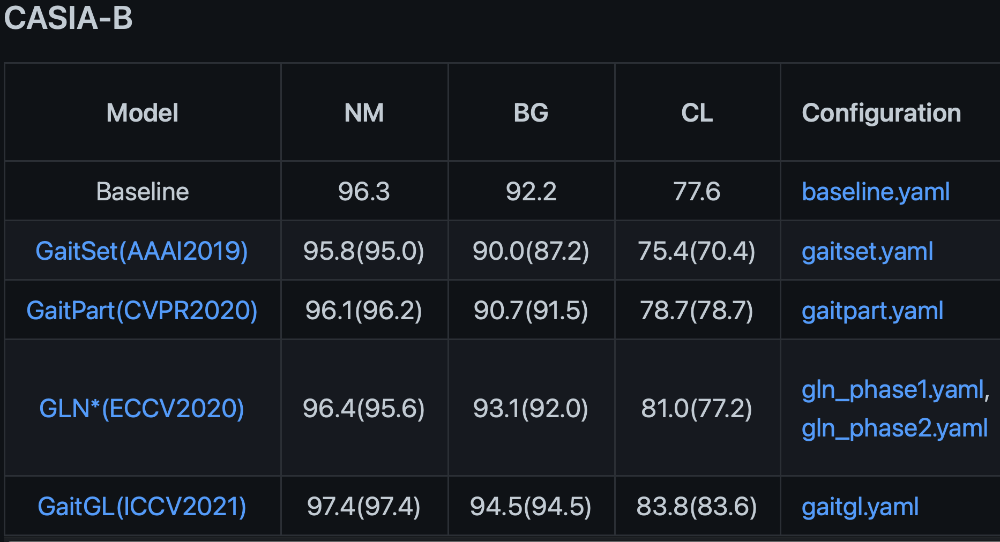 CASIA-B
Model NM BG CL Configuration
Baseline 96.3 92.2 77.6 baseline.yaml
GaitSet(AAAI2019) 95.8(95.0) 90.0(87.2) 75.4(70.4) gaitset.yaml
GaitPart(CVPR2020) 96.1(96.2) 90.7(91.5) 78.7(78.7) gaitpart.yaml
GLN*(ECCV2020) 96.4(95.6) 93.1(92.0) 81.0(77.2) gln_phase1.yaml,
gln_phase2.yaml
GaitGL(ICCV2021) 97.4(97.4) 94.5(94.5) 83.8(83.6) gaitgl.yaml